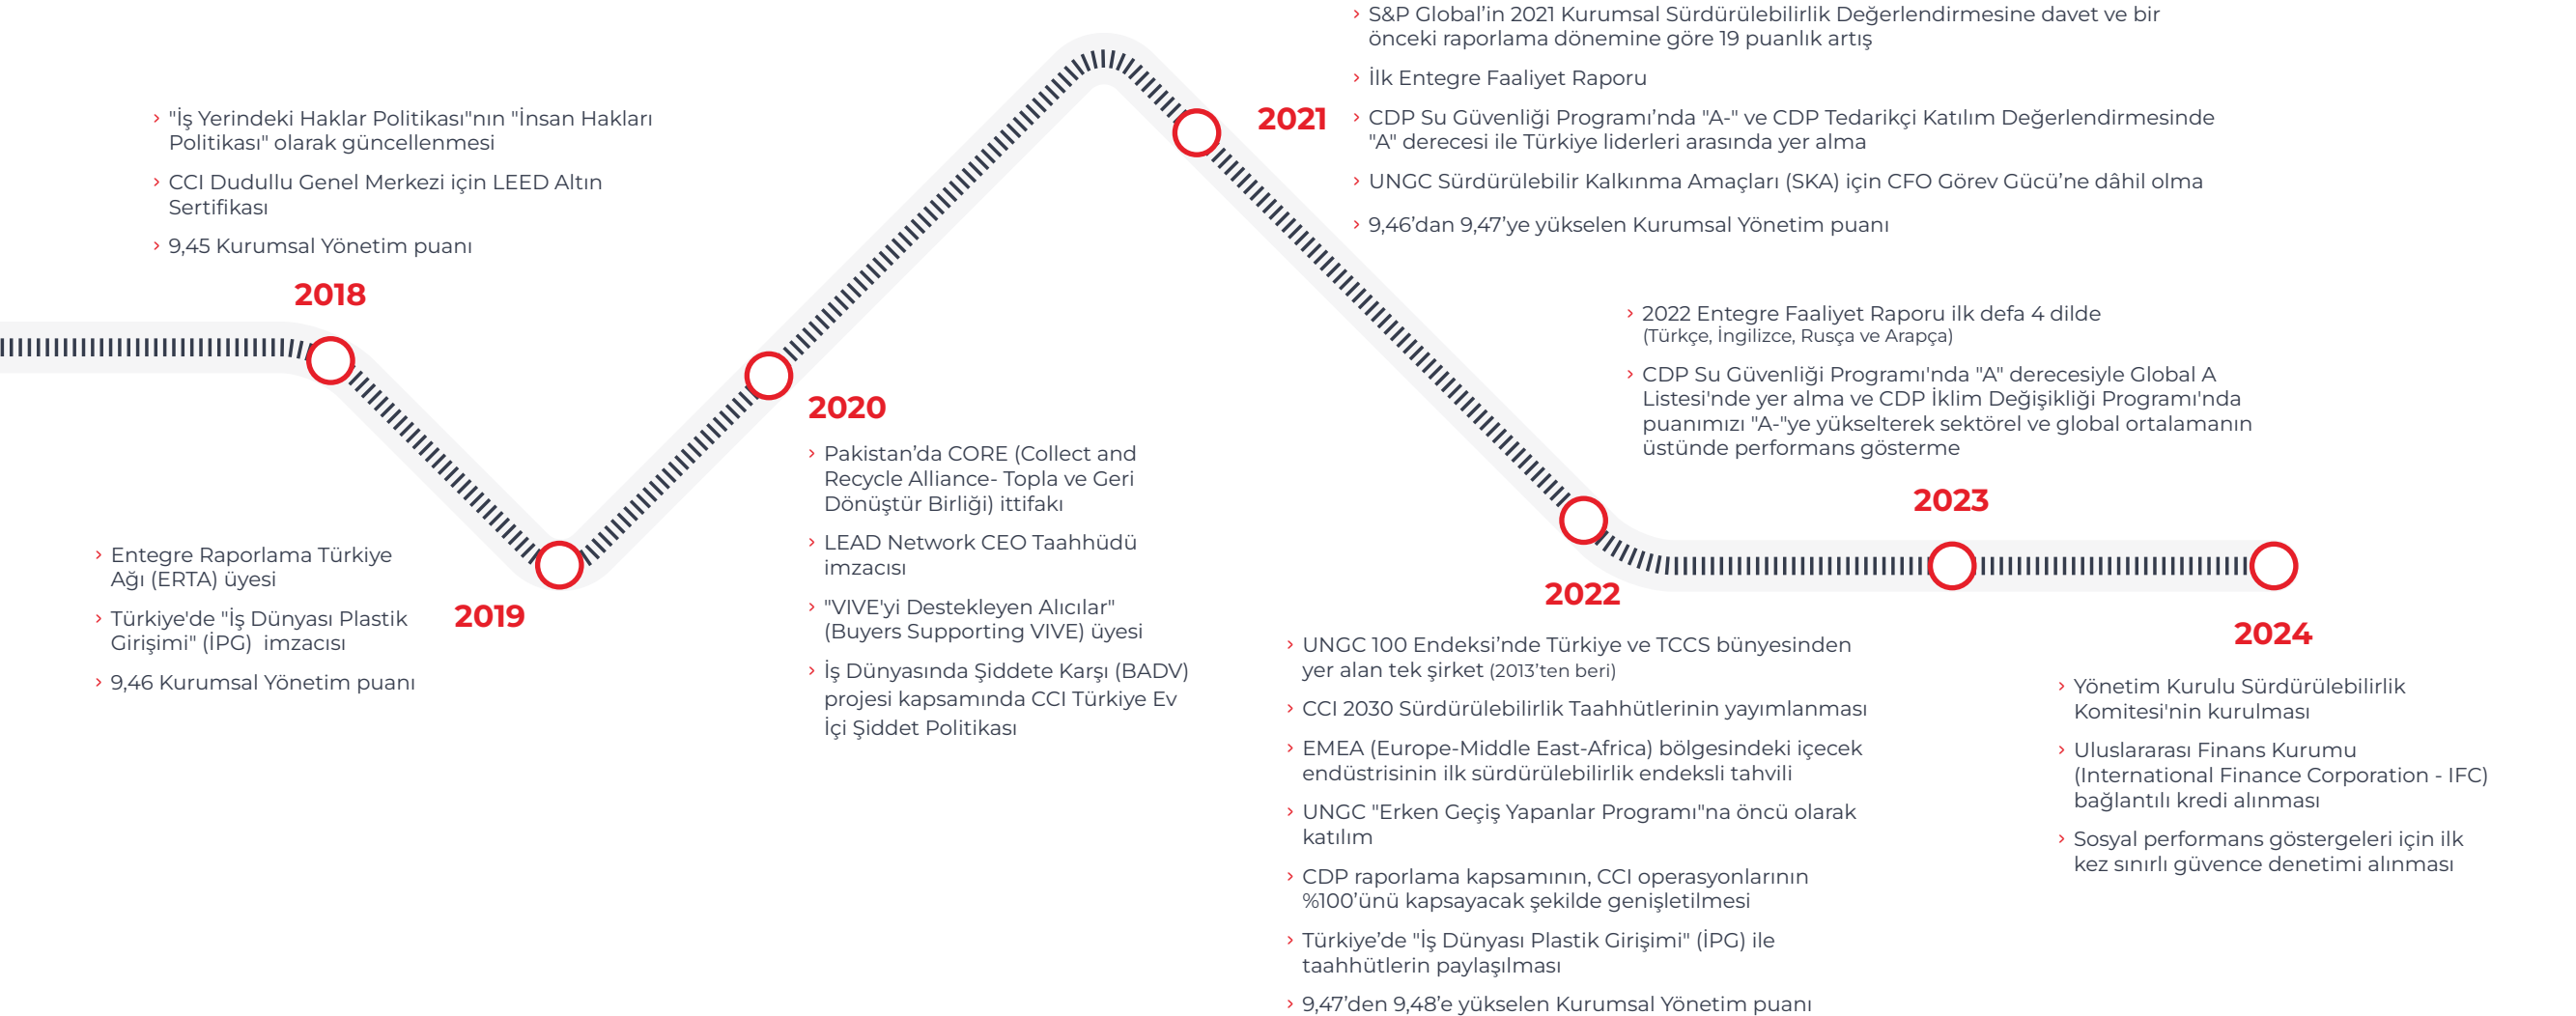 "İş Yerindeki Haklar Politikası"nın "İnsan Hakları
Politikası" olarak güncellenmesi
CCI Dudullu Genel Merkezi için LEED Altın
Sertifikası
9,45 Kurumsal Yönetim puanı
2018
Entegre Raporlama Türkiye
Ağı (ERTA) üyesi
Türkiye'de "İş Dünyası Plastik
Girişimi" (İPG) imzacısı
9,46 Kurumsal Yönetim puanı
2019
2020
Pakistan’da CORE (Collect and
Recycle Alliance- Topla ve Geri
Dönüştür Birliği) ittifakı
LEAD Network CEO Taahhüdü
imzacısı
"VIVE'yi Destekleyen Alıcılar"
(Buyers Supporting VIVE) üyesi
İş Dünyasında Şiddete Karşı (BADV)
projesi kapsamında CCI Türkiye Ev
İçi Şiddet Politikası
2021
S&P Global’in 2021 Kurumsal Sürdürülebilirlik Değerlendirmesine davet ve bir
önceki raporlama dönemine göre 19 puanlık artış
İlk Entegre Faaliyet Raporu
CDP Su Güvenliği Programı’nda "A-" ve CDP Tedarikçi Katılım Değerlendirmesinde
"A" derecesi ile Türkiye liderleri arasında yer alma
UNGC Sürdürülebilir Kalkınma Amaçları (SKA) için CFO Görev Gücü’ne dâhil olma
9,46’dan 9,47’ye yükselen Kurumsal Yönetim puanı
2022
UNGC 100 Endeksi’nde Türkiye ve TCCS bünyesinden
yer alan tek şirket (2013’ten beri)
CCI 2030 Sürdürülebilirlik Taahhütlerinin yayımlanması
EMEA (Europe-Middle East-Africa) bölgesindeki içecek
endüstrisinin ilk sürdürülebilirlik endeksli tahvili
UNGC "Erken Geçiş Yapanlar Programı"na öncü olarak
katılım
CDP raporlama kapsamının, CCI operasyonlarının
%100’ünü kapsayacak şekilde genişletilmesi
Türkiye’de "İş Dünyası Plastik Girişimi" (İPG) ile
taahhütlerin paylaşılması
9,47’den 9,48’e yükselen Kurumsal Yönetim puanı
2022 Entegre Faaliyet Raporu ilk defa 4 dilde
(Türkçe, İngilizce, Rusça ve Arapça)
CDP Su Güvenliği Programı'nda "A" derecesiyle Global A
Listesi'nde yer alma ve CDP İklim Değişikliği Programı'nda
puanımızı "A-"ye yükselterek sektörel ve global ortalamanın
üstünde performans gösterme
2023
2024
Yönetim Kurulu Sürdürülebilirlik
Komitesi'nin kurulması
Uluslararası Finans Kurumu
(International Finance Corporation - IFC)
bağlantılı kredi alınması
Sosyal performans göstergeleri için ilk
kez sınırlı güvence denetimi alınması